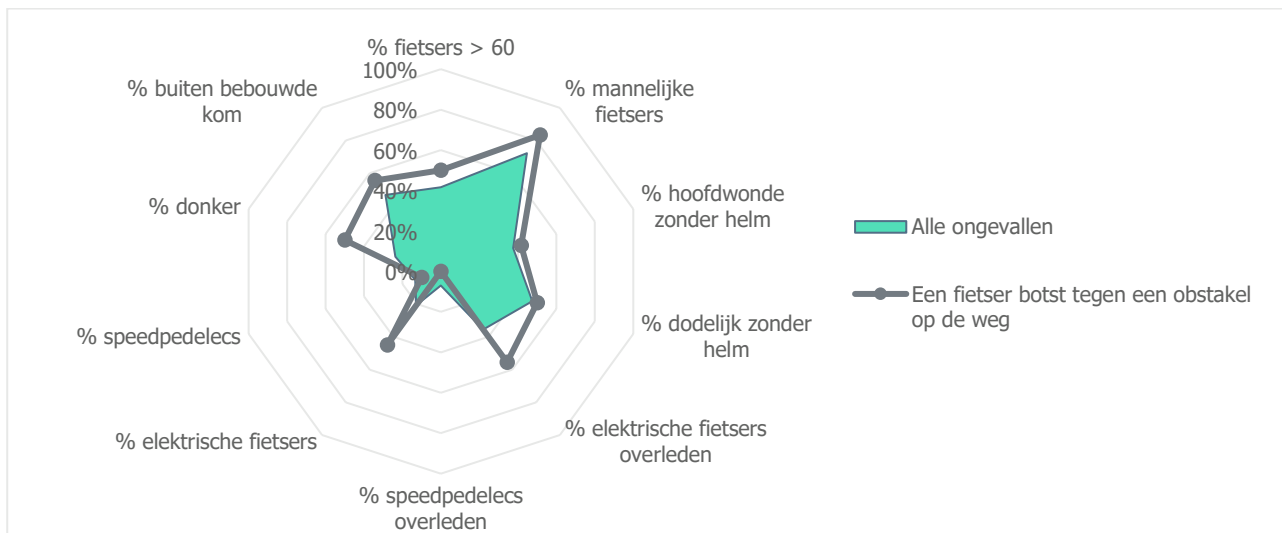 % fietsers > 60
100%
80%
60%
40%
20%
0%
% mannelijke
fietsers
% hoofdwonde
zonder helm
% dodelijk zonder
helm
% elektrische fietsers
overleden
% speedpedelecs
overleden
% elektrische fietsers
% speedpedelecs
% donker
% buiten bebouwde
kom
Alle ongevallen
Een fietser botst tegen een obstakel
op de weg